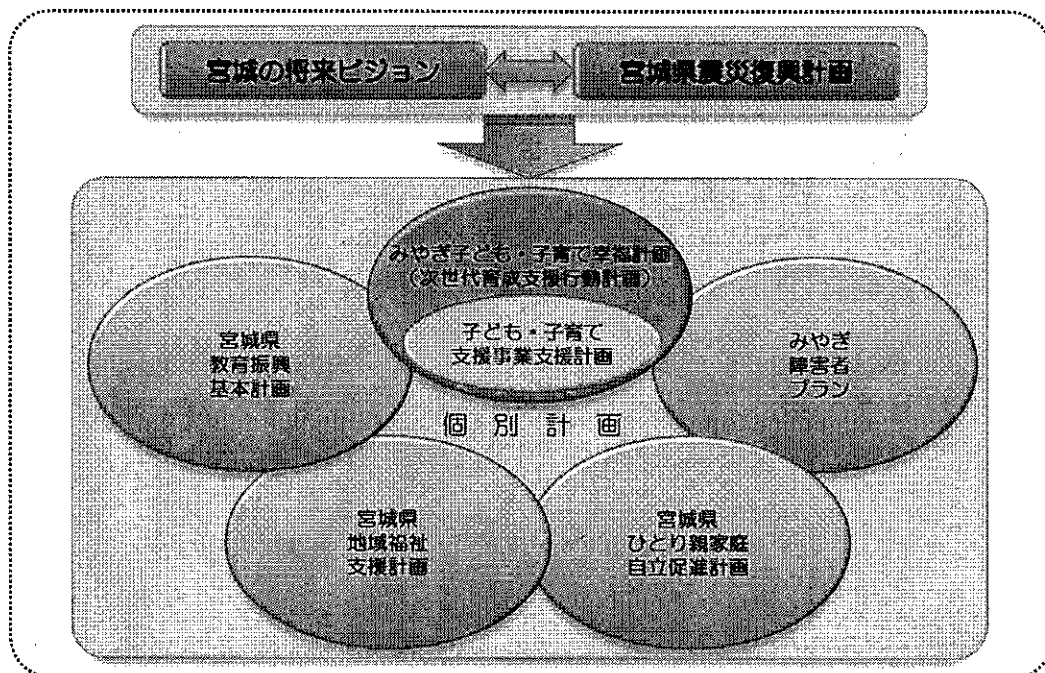 宮城の将来ビジョン
宮城県震災復興計画
みやぎ子ども・子育て幸福計画
（次世代育成支援行動計画）
子ども・子育て
支援事業支援計画
宮城県
教育振興
基本計画
みやぎ
障害者
プラン
個別計画
宮城県
地域福祉
支援計画
宮城県
ひとり親家庭
自立促進計画